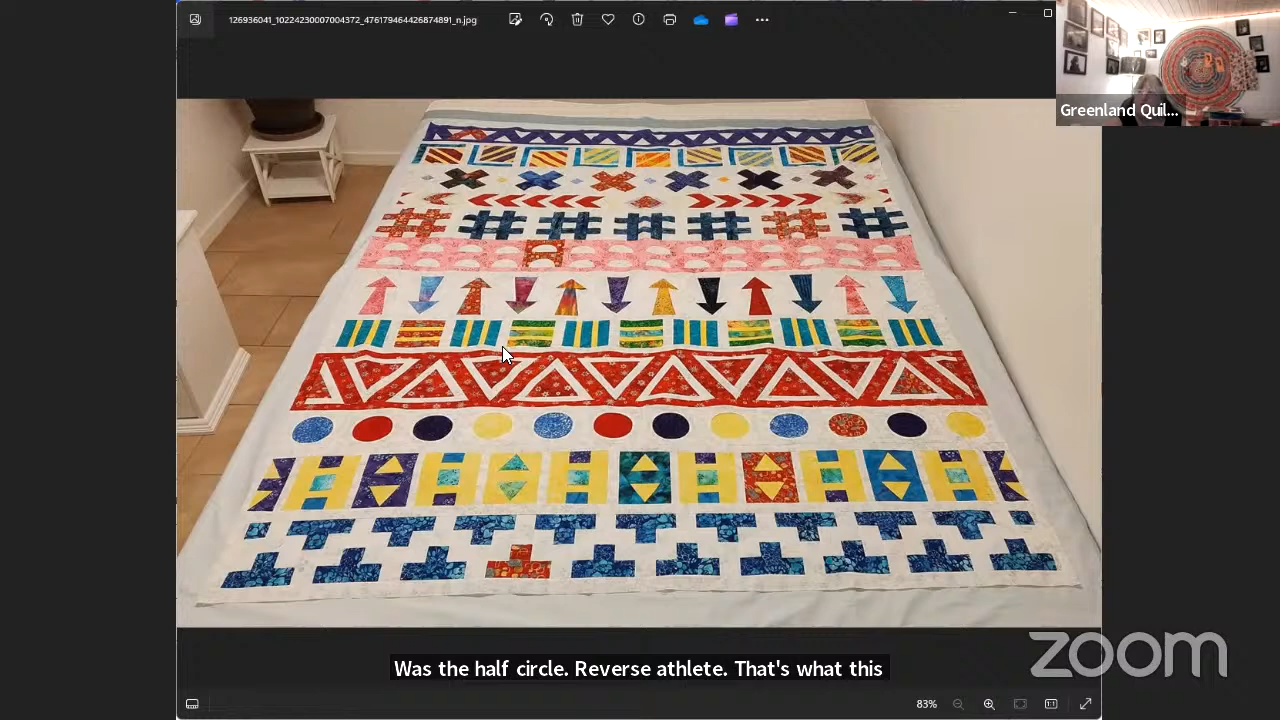 126936041_10224230007004372_476179464426874891_n.jpg
Greenland Quil...
zoom
Was the half circle. Reverse athlete. That's what this
83%